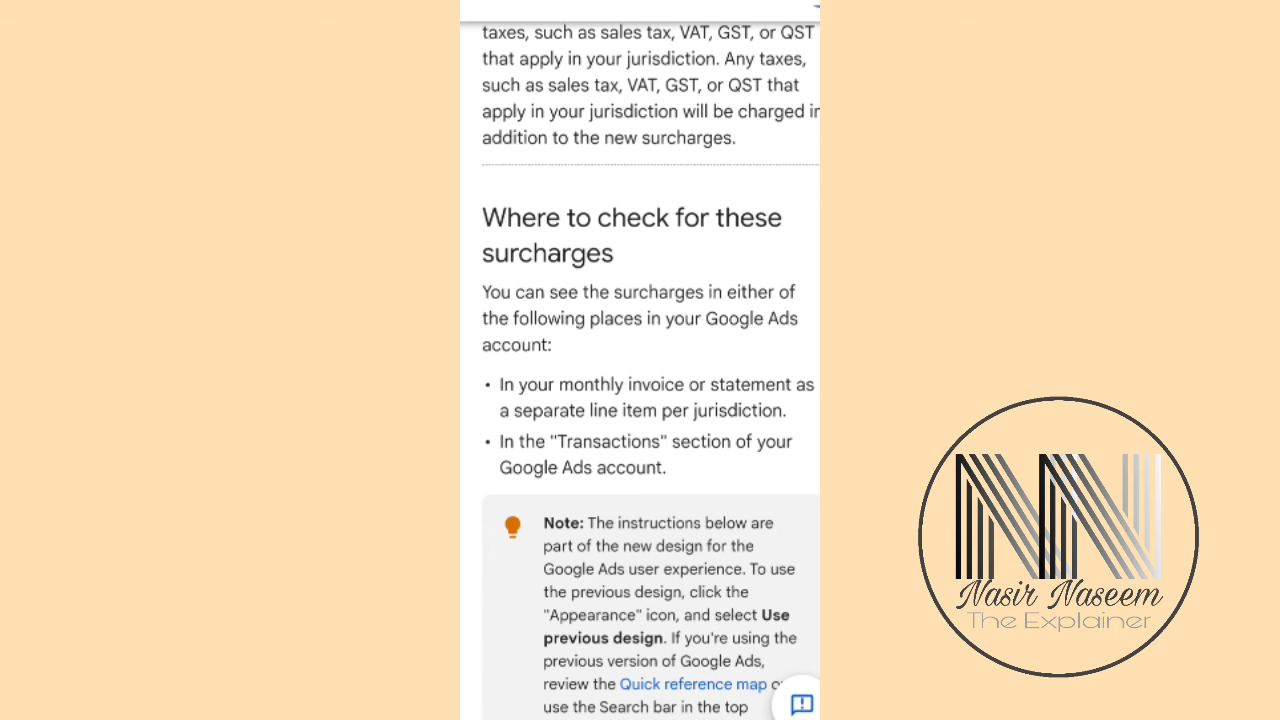 taxes, such as sales tax, VAT, GST, or QST
that apply in your jurisdiction. Any taxes,
such as sales tax, VAT, GST, or QST that
apply in your jurisdiction will be charged in
addition to the new surcharges.
Where to check for these
surcharges
You can see the surcharges in either of
the following places in your Google Ads
account:
• In your monthly invoice or statement as
a separate line item per jurisdiction.
• In the "Transactions" section of your
Google Ads account.
Note: The instructions below are
part of the new design for the
Google Ads user experience. To use
the previous design, click the
"Appearance" icon, and select Use
previous design. If you're using the
previous version of Google Ads,
review the Quick reference map
use the Search bar in the top
NN
Nasir Naseem
The Explainer